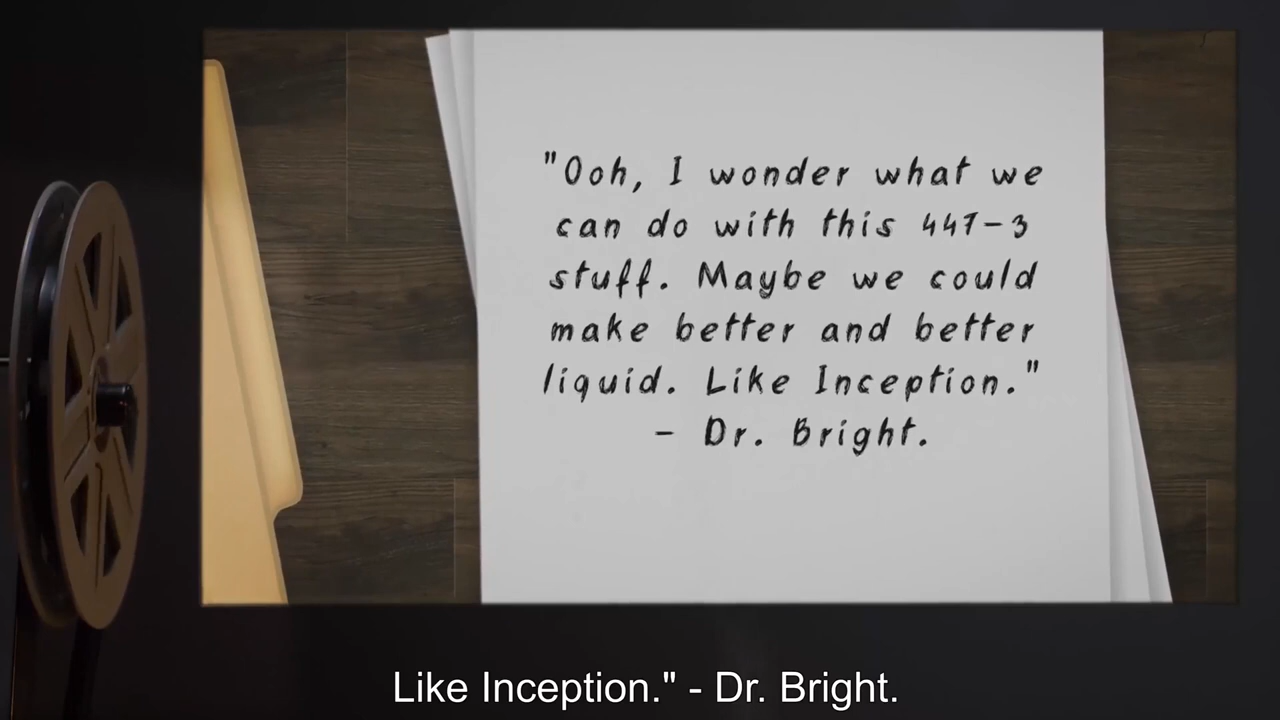 "Ooh, I wonder what we
can do with this 447-3
stuff. Maybe we could
make better and better
liquid. Like Inception."
- Dr. Bright.
Like Inception." - Dr. Bright.